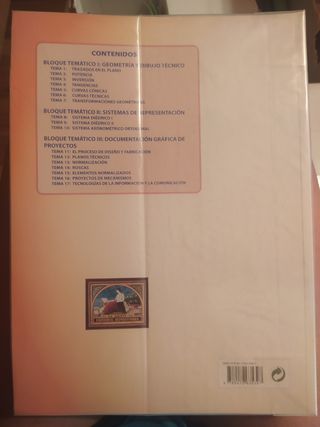 CONTENIDOS
BLOQUE TEMÁTICO I: GEOMETRÍA Y DIBUJO TÉCNICO
TEMA 1: TRAZADOS EN EL PLANO
TEMA 2: POTENCIA
TEMA 3: INVERSIÓN
TEMA 4: TANGENCIAS
TEMA 5: CURVAS CÓNICAS
TEMA 6: CURVAS TÉCNICAS
TEMA 7: TRANSFORMACIONES GEOMÉTRICAS
BLOQUE TEMÁTICO II: SISTEMAS DE REPRESENTACIÓN
TEMA 8: SISTEMA DIÉDRICO I
TEMA 9: SISTEMA DIÉDRICO II
TEMA 10: SISTEMA AXONOMÉTRICO ORTOGONAL
BLOQUE TEMÁTICO III: DOCUMENTACIÓN GRÁFICA DE
PROYECTOS
TEMA 11: EL PROCESO DE DISEÑO Y FABRICACIÓN
TEMA 12: PLANOS TÉCNICOS
TEMA 13: NORMALIZACIÓN
TEMA 14: ROSCAS
TEMA 15: ELEMENTOS NORMALIZADOS
TEMA 16: PROYECTOS DE MECANISMOS
TEMA 17: TECNOLOGÍAS DE LA INFORMACIÓN Y LA COMUNICACIÓN